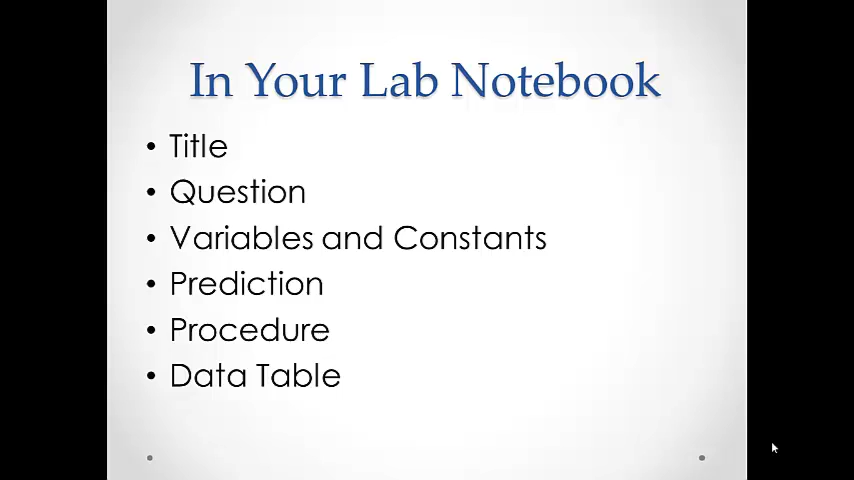 In Your Lab Notebook
• Title
• Question
• Variables and Constants
• Prediction
• Procedure
• Data Table